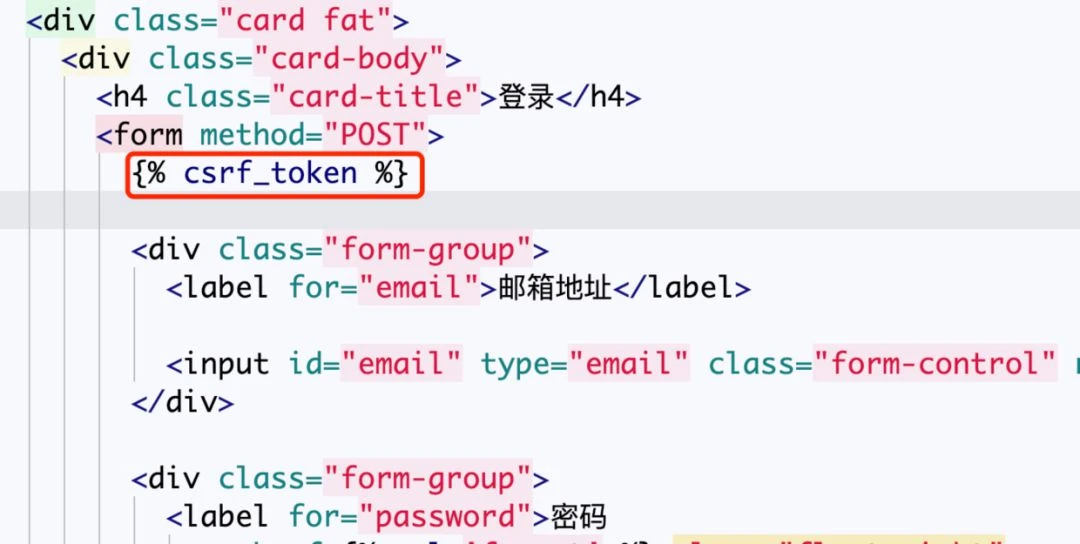 <div class="card fat">
<div class="card-body">
<h4 class="card-title">登录</h4>
<form method="POST">
{% csrf_token %}
<div class="form-group">
<label for="email">邮箱地址</label>
<input id="email" type="email" class="form-control"
</div>
<div class="form-group">
<label for="password">密码